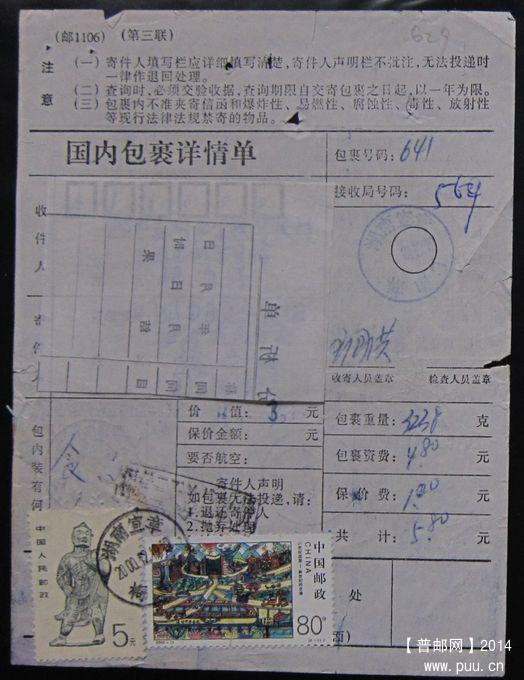 629
(邮1106) (第三联)
注意
(一) 寄件人填写栏应详细填写清楚，寄件人声明栏不批注，无法投递时
一律作退回处理。
(二) 查询时，必须交验收据，查询期限自交寄包裹之日起，以一年为限。
(三) 包裹内不准夹寄信函和爆炸性、易燃性、腐蚀性、毒性、放射性
等现行法律法规禁寄的物品。
国内包裹详情单
包裹号码：641
接收局号码：564
收件人
收寄人员盖章 检查人员盖章
价 值：3 元
保价金额： 元
要否航空：
包裹重量：3238 克
包裹资费：4.80 元
保价费：1.00 元
共 计：5.80 元
包内装有何
食
寄件人声明
如包裹无法投递，请：
1.退还寄件人
2.抛弃处理
湖南宜章
中国人民邮政
5元
中国邮政
CHINA
80分
处
【普邮网】2014
www.puu.cn